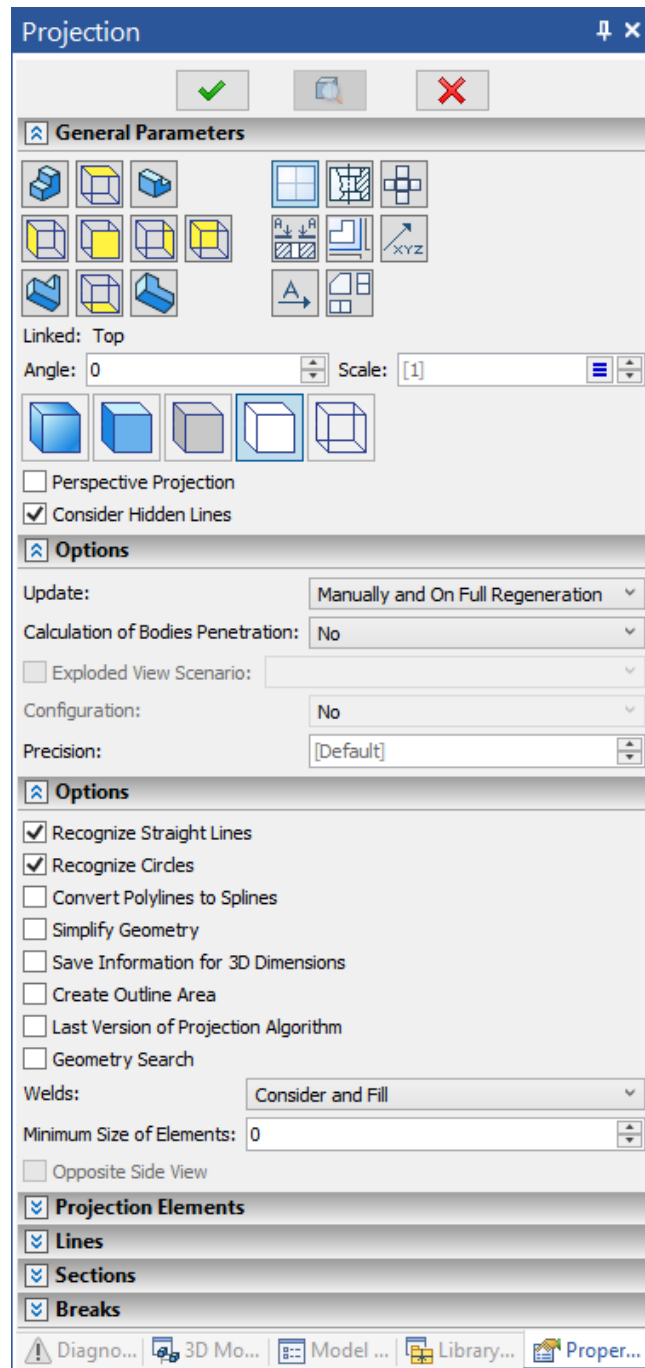 Projection
General Parameters
A A
XYZ
A
Linked: Top
Angle: 0 Scale: [1]
Perspective Projection
Consider Hidden Lines
Options
Update: Manually and On Full Regeneration
Calculation of Bodies Penetration: No
Exploded View Scenario:
Configuration: No
Precision: [Default]
Options
Recognize Straight Lines
Recognize Circles
Convert Polylines to Splines
Simplify Geometry
Save Information for 3D Dimensions
Create Outline Area
Last Version of Projection Algorithm
Geometry Search
Welds: Consider and Fill
Minimum Size of Elements: 0
Opposite Side View
Projection Elements
Lines
Sections
Breaks
Diagno... 3D Mo... Model ... Library... Proper...